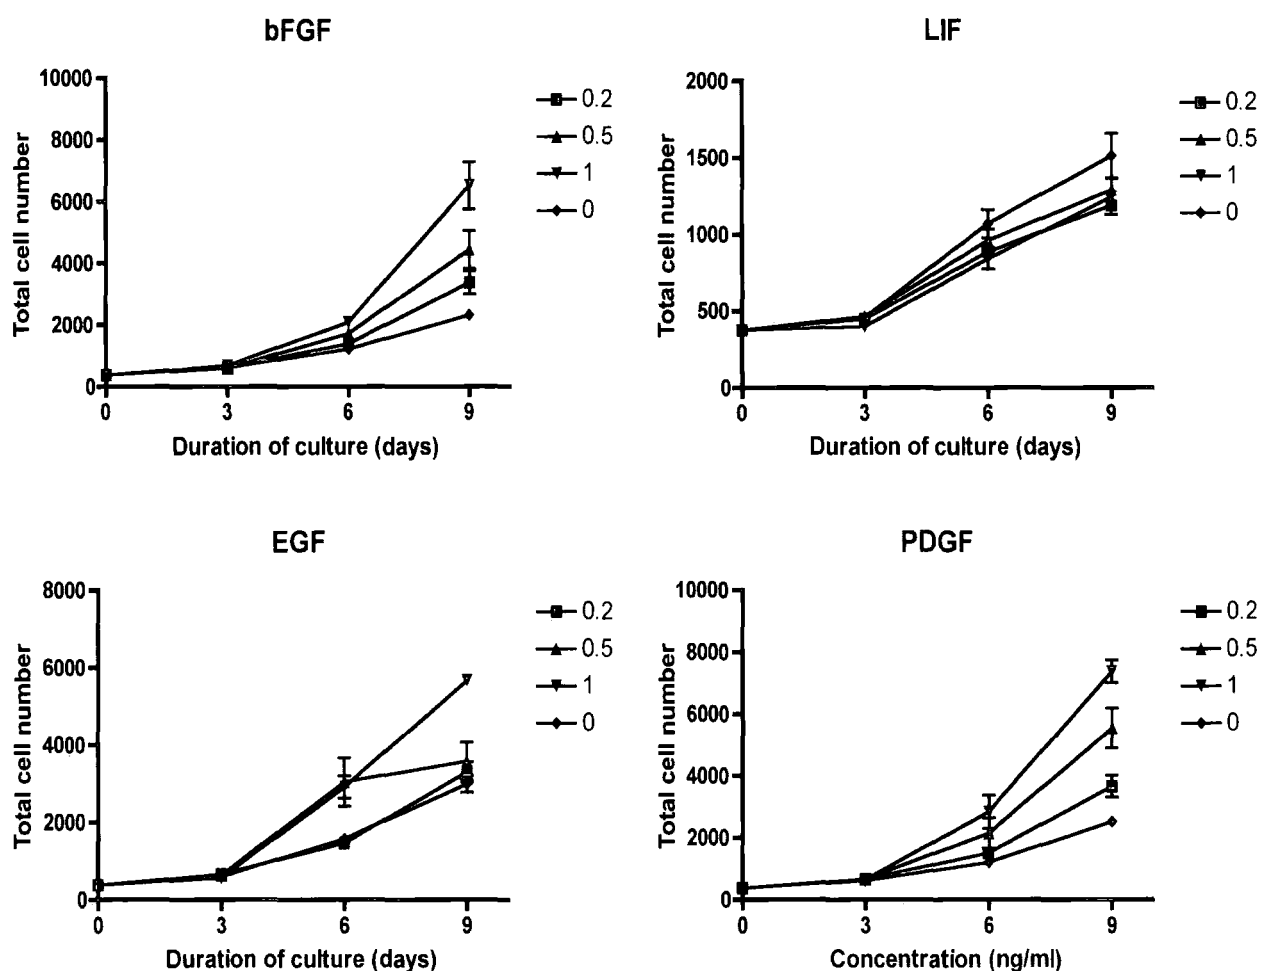 bFGF
10000
8000
6000
4000
2000
0
Total cell number
0 3 6 9
Duration of culture (days)
0.2
0.5
1
0
LIF
2000
1500
1000
500
0
Total cell number
0 3 6 9
Duration of culture (days)
0.2
0.5
1
0
EGF
8000
6000
4000
2000
0
Total cell number
0 3 6 9
Duration of culture (days)
0.2
0.5
1
0
PDGF
10000
8000
6000
4000
2000
0
Total cell number
0 3 6 9
Concentration (ng/ml)
0.2
0.5
1
0